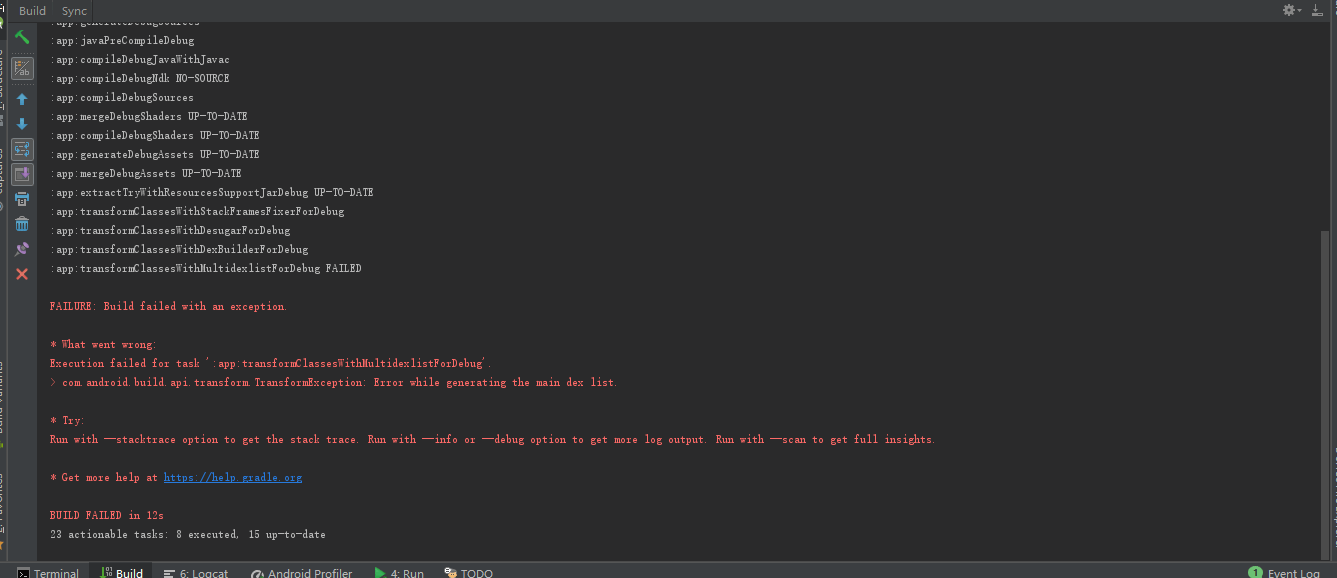 Build Sync
:app:generateDebugSources
:app:javaPreCompileDebug
:app:compileDebugJavaWithJavac
:app:compileDebugNdk NO-SOURCE
:app:compileDebugSources
:app:mergeDebugShaders UP-TO-DATE
:app:compileDebugShaders UP-TO-DATE
:app:generateDebugAssets UP-TO-DATE
:app:mergeDebugAssets UP-TO-DATE
:app:extractTryWithResourcesSupportJarDebug UP-TO-DATE
:app:transformClassesWithStackFramesFixerForDebug
:app:transformClassesWithDesugarForDebug
:app:transformClassesWithDexBuilderForDebug
:app:transformClassesWithMultidexlistForDebug FAILED
FAILURE: Build failed with an exception.
* What went wrong:
Execution failed for task ':app:transformClassesWithMultidexlistForDebug'.
> com.android.build.api.transform.TransformException: Error while generating the main dex list.
* Try:
Run with --stacktrace option to get the stack trace. Run with --info or --debug option to get more log output. Run with --scan to get full insights.
* Get more help at https://help.gradle.org
BUILD FAILED in 12s
23 actionable tasks: 8 executed, 15 up-to-date
Terminal Build 6: Logcat Android Profiler 4: Run TODO 1 Event Log